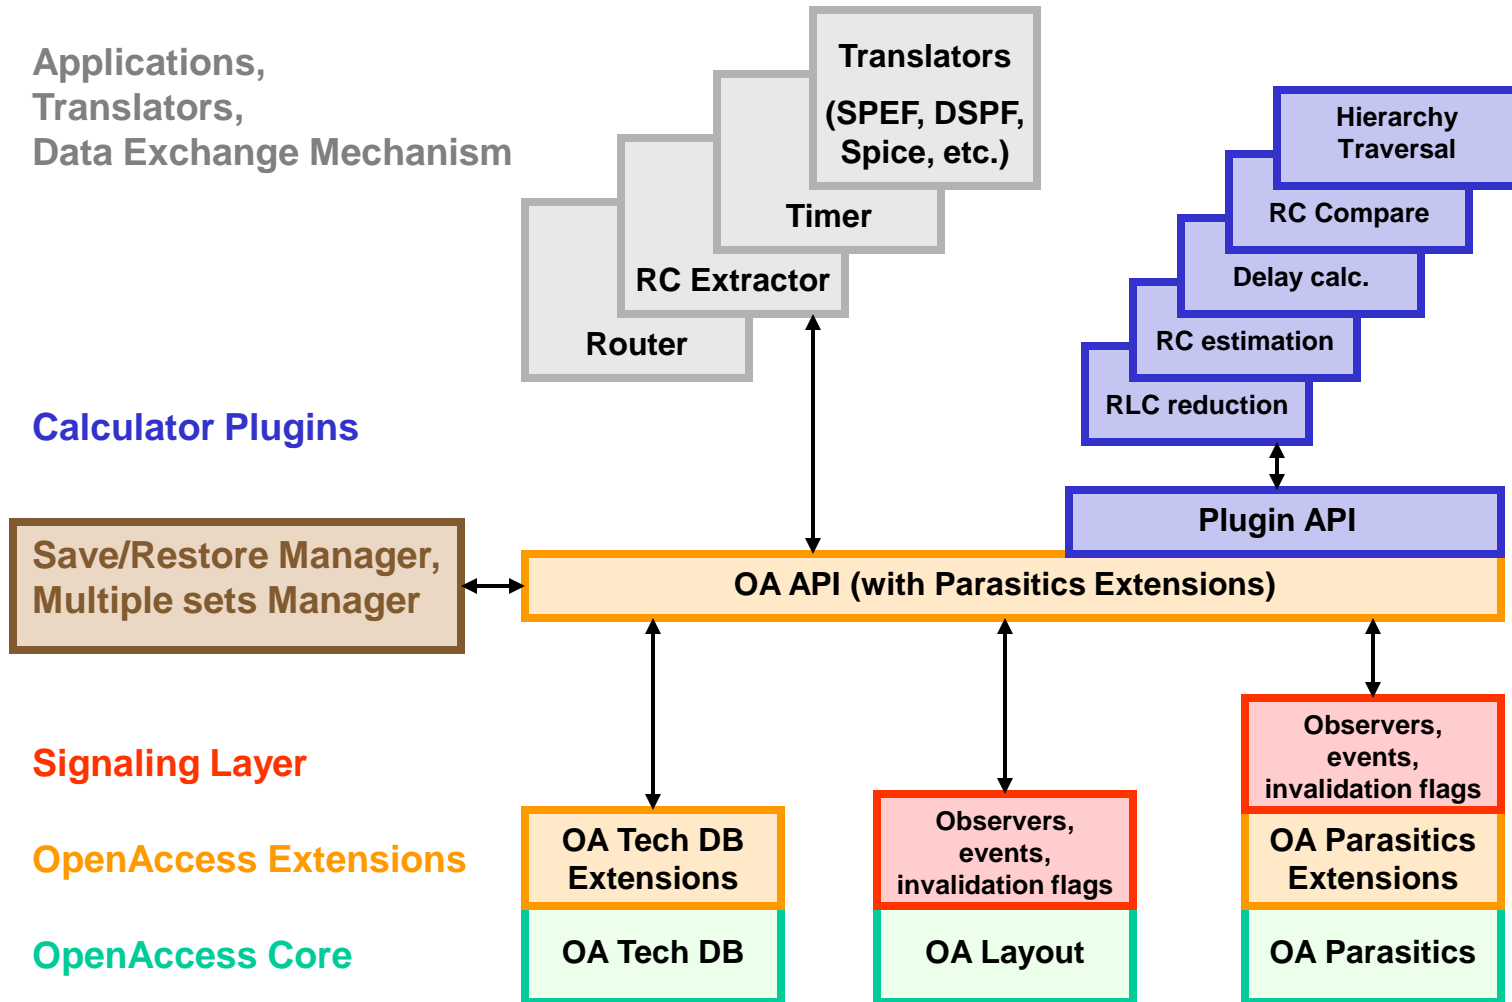 Applications,
Translators,
Data Exchange Mechanism
Translators
(SPEF, DSPF,
Spice, etc.)
Timer
RC Extractor
Router
Hierarchy
Traversal
RC Compare
Delay calc.
RC estimation
RLC reduction
Calculator Plugins
Plugin API
Save/Restore Manager,
Multiple sets Manager
OA API (with Parasitics Extensions)
Signaling Layer
Observers,
events,
invalidation flags
Observers,
events,
invalidation flags
OpenAccess Extensions
OA Tech DB
Extensions
OA Parasitics
Extensions
OpenAccess Core
OA Tech DB
OA Layout
OA Parasitics